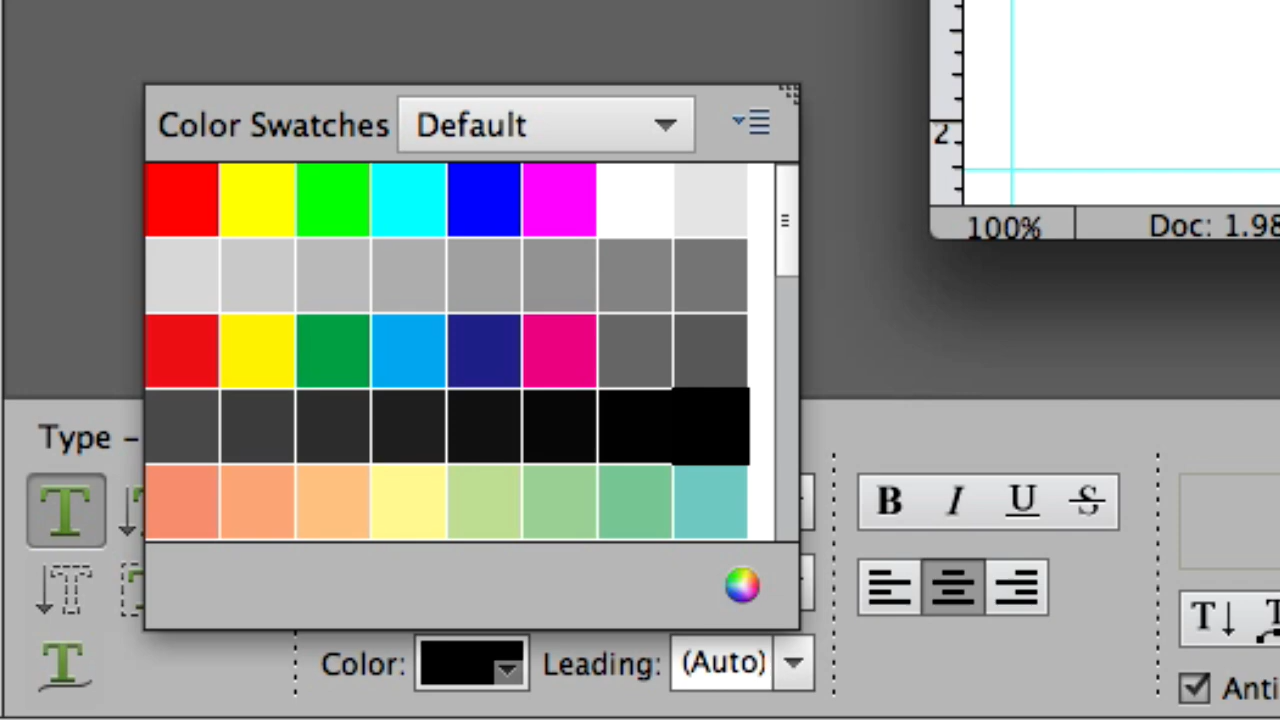 Color Swatches Default
2
100% Doc: 1.98
Type -
T
T
T
B I U S
T
Color: (Auto) Leading:
Anti